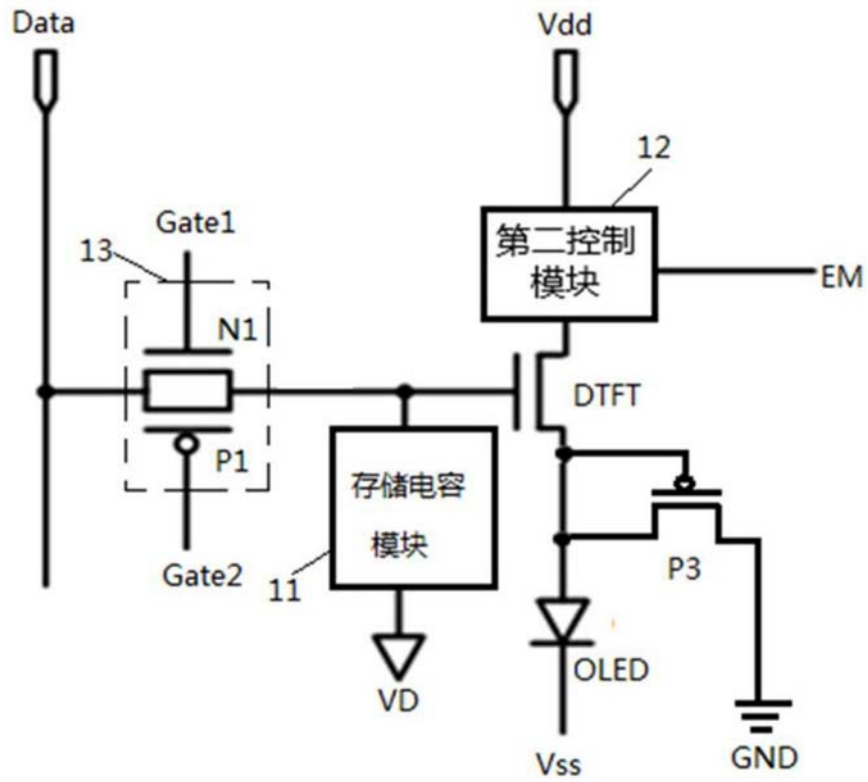 Data
Vdd
12
Gate1
13
第二控制
模块
EM
N1
DTFT
P1
存储电容
模块
P3
Gate2
11
OLED
VD
Vss
GND